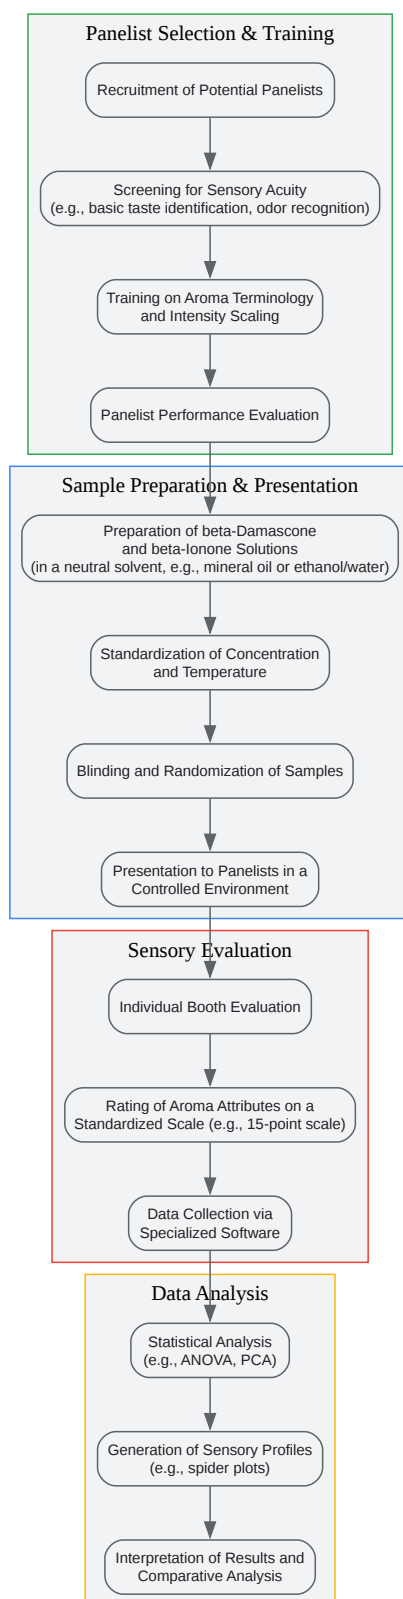 Panelist Selection & Training
Recruitment of Potential Panelists
Screening for Sensory Acuity
(e.g., basic taste identification, odor recognition)
Training on Aroma Terminology
and Intensity Scaling
Panelist Performance Evaluation
Sample Preparation & Presentation
Preparation of beta-Damascone
and beta-Ionone Solutions
(in a neutral solvent, e.g., mineral oil or ethanol/water)
Standardization of Concentration
and Temperature
Blinding and Randomization of Samples
Presentation to Panelists in a
Controlled Environment
Sensory Evaluation
Individual Booth Evaluation
Rating of Aroma Attributes on a
Standardized Scale (e.g., 15-point scale)
Data Collection via
Specialized Software
Data Analysis
Statistical Analysis
(e.g., ANOVA, PCA)
Generation of Sensory Profiles
(e.g., spider plots)
Interpretation of Results and
Comparative Analysis